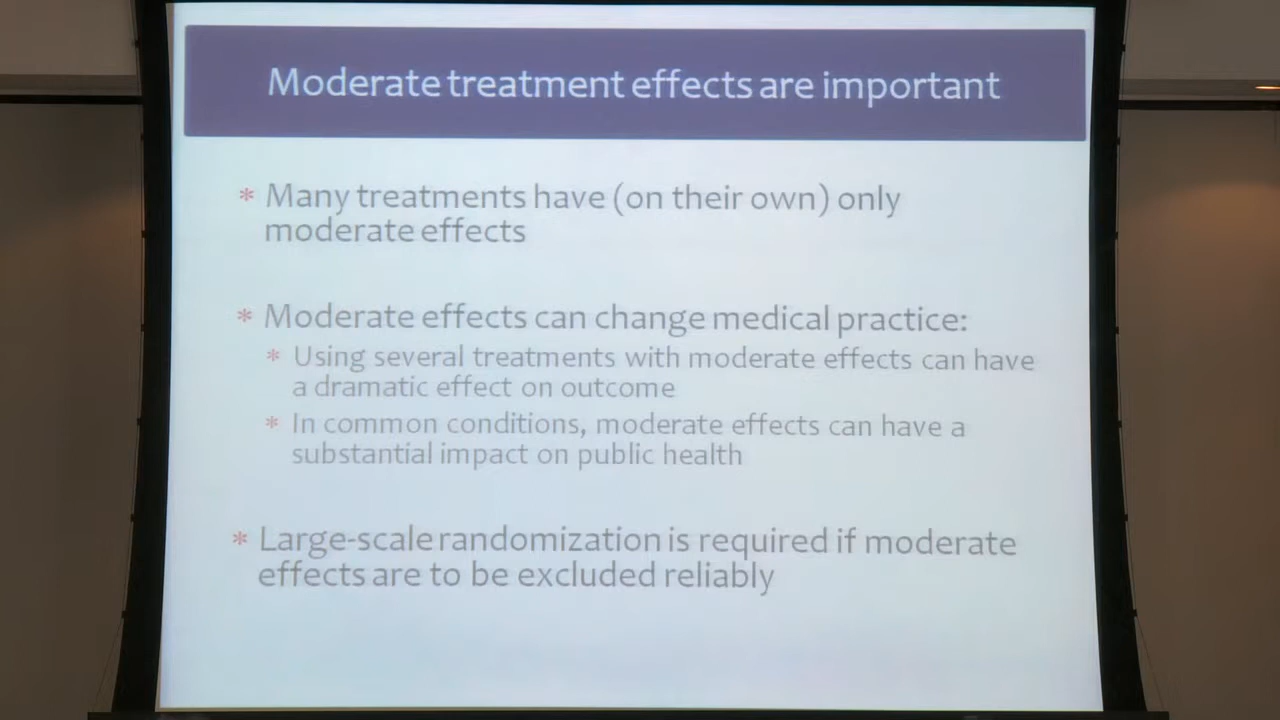 Moderate treatment effects are important
* Many treatments have (on their own) only
moderate effects
* Moderate effects can change medical practice:
* Using several treatments with moderate effects can have
a dramatic effect on outcome
* In common conditions, moderate effects can have a
substantial impact on public health
* Large-scale randomization is required if moderate
effects are to be excluded reliably